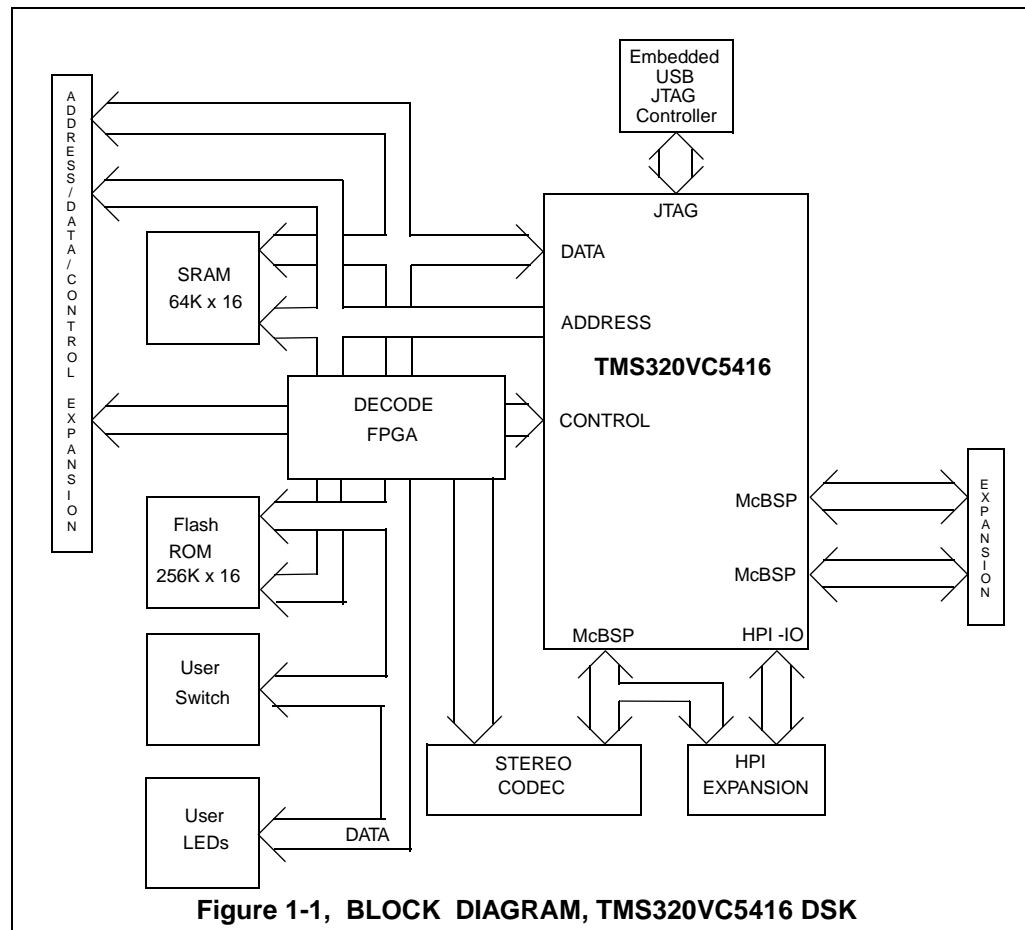 Embedded
USB
JTAG
Controller
ADDRESS/DATA/CONTROL EXPANSION
JTAG
DATA
SRAM
64K x 16
ADDRESS
TMS320VC5416
DECODE
FPGA
CONTROL
McBSP
EXPANSION
Flash
ROM
256K x 16
McBSP
McBSP
HPI -IO
User
Switch
STEREO
CODEC
HPI
EXPANSION
User
LEDs
DATA
Figure 1-1, BLOCK DIAGRAM, TMS320VC5416 DSK